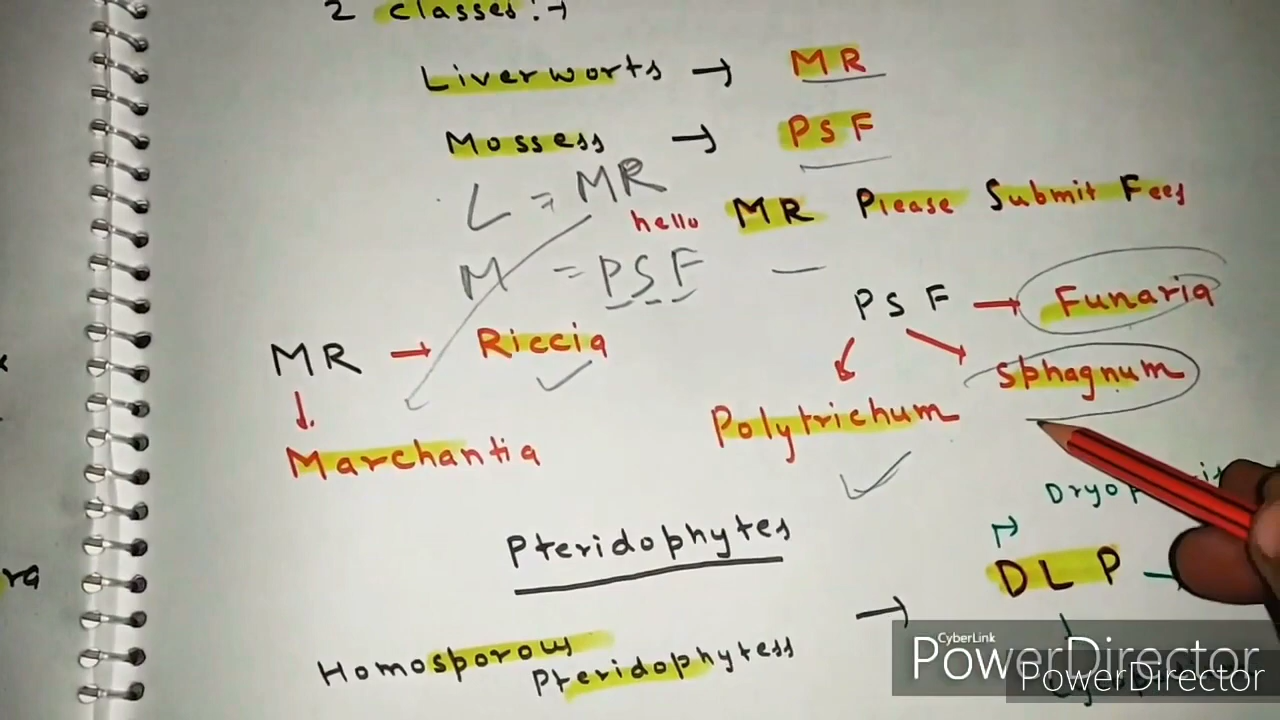 2 Classes:→
Liverworts → MR
Mossess → PSF
L = MR
hello MR Please Submit Fees
M = PSF —
PSF → Funaria
MR → Riccia
Sphagnum
Polytrichum
Marchantia
Pteridophytes
DLP →
ra
Homosporous →
Pteridophytess
CyberLink
PowerDirector
PowerDirector